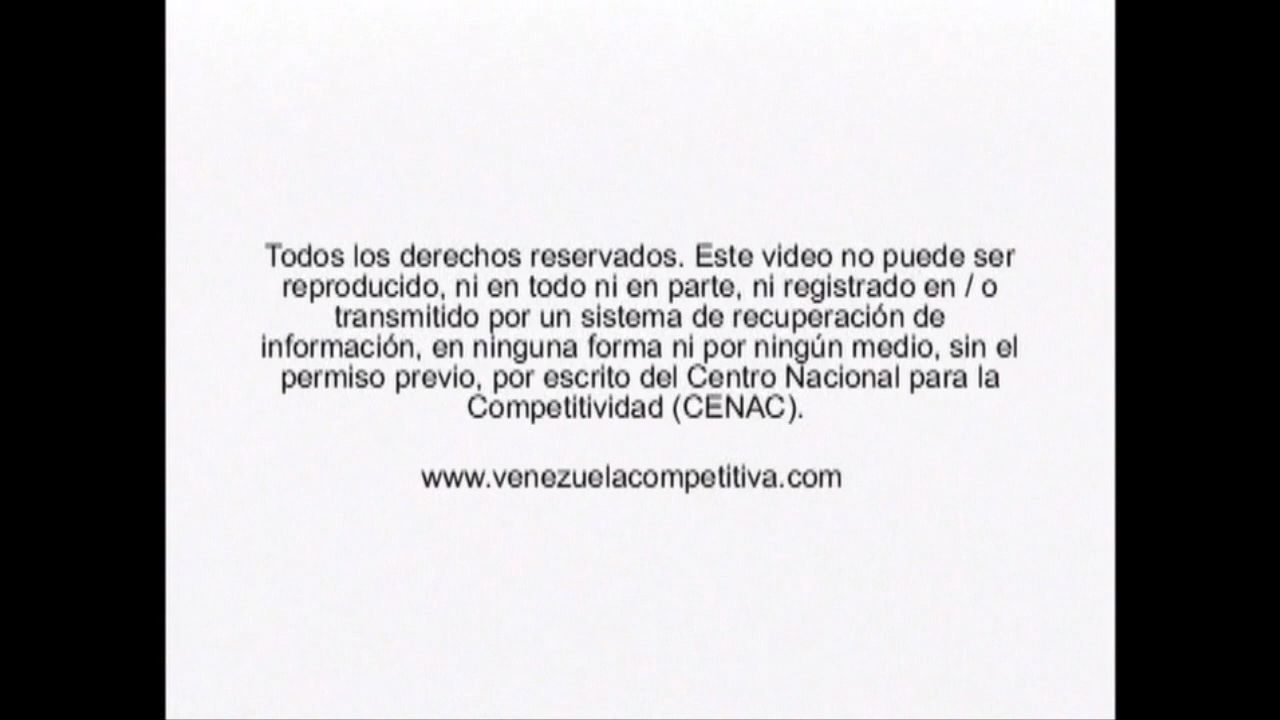 Todos los derechos reservados. Este video no puede ser
reproducido, ni en todo ni en parte, ni registrado en / o
transmitido por un sistema de recuperación de
información, en ninguna forma ni por ningún medio, sin el
permiso previo, por escrito del Centro Nacional para la
Competitividad (CENAC).
www.venezuelacompetitiva.com